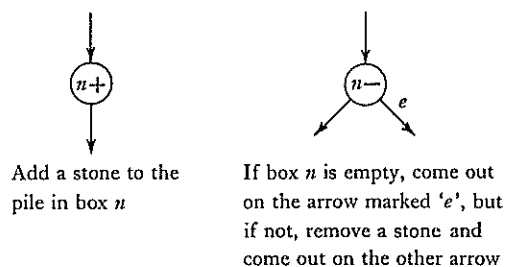 n+
n—
e
Add a stone to the
pile in box n
If box n is empty, come out
on the arrow marked ‘e’, but
if not, remove a stone and
come out on the other arrow